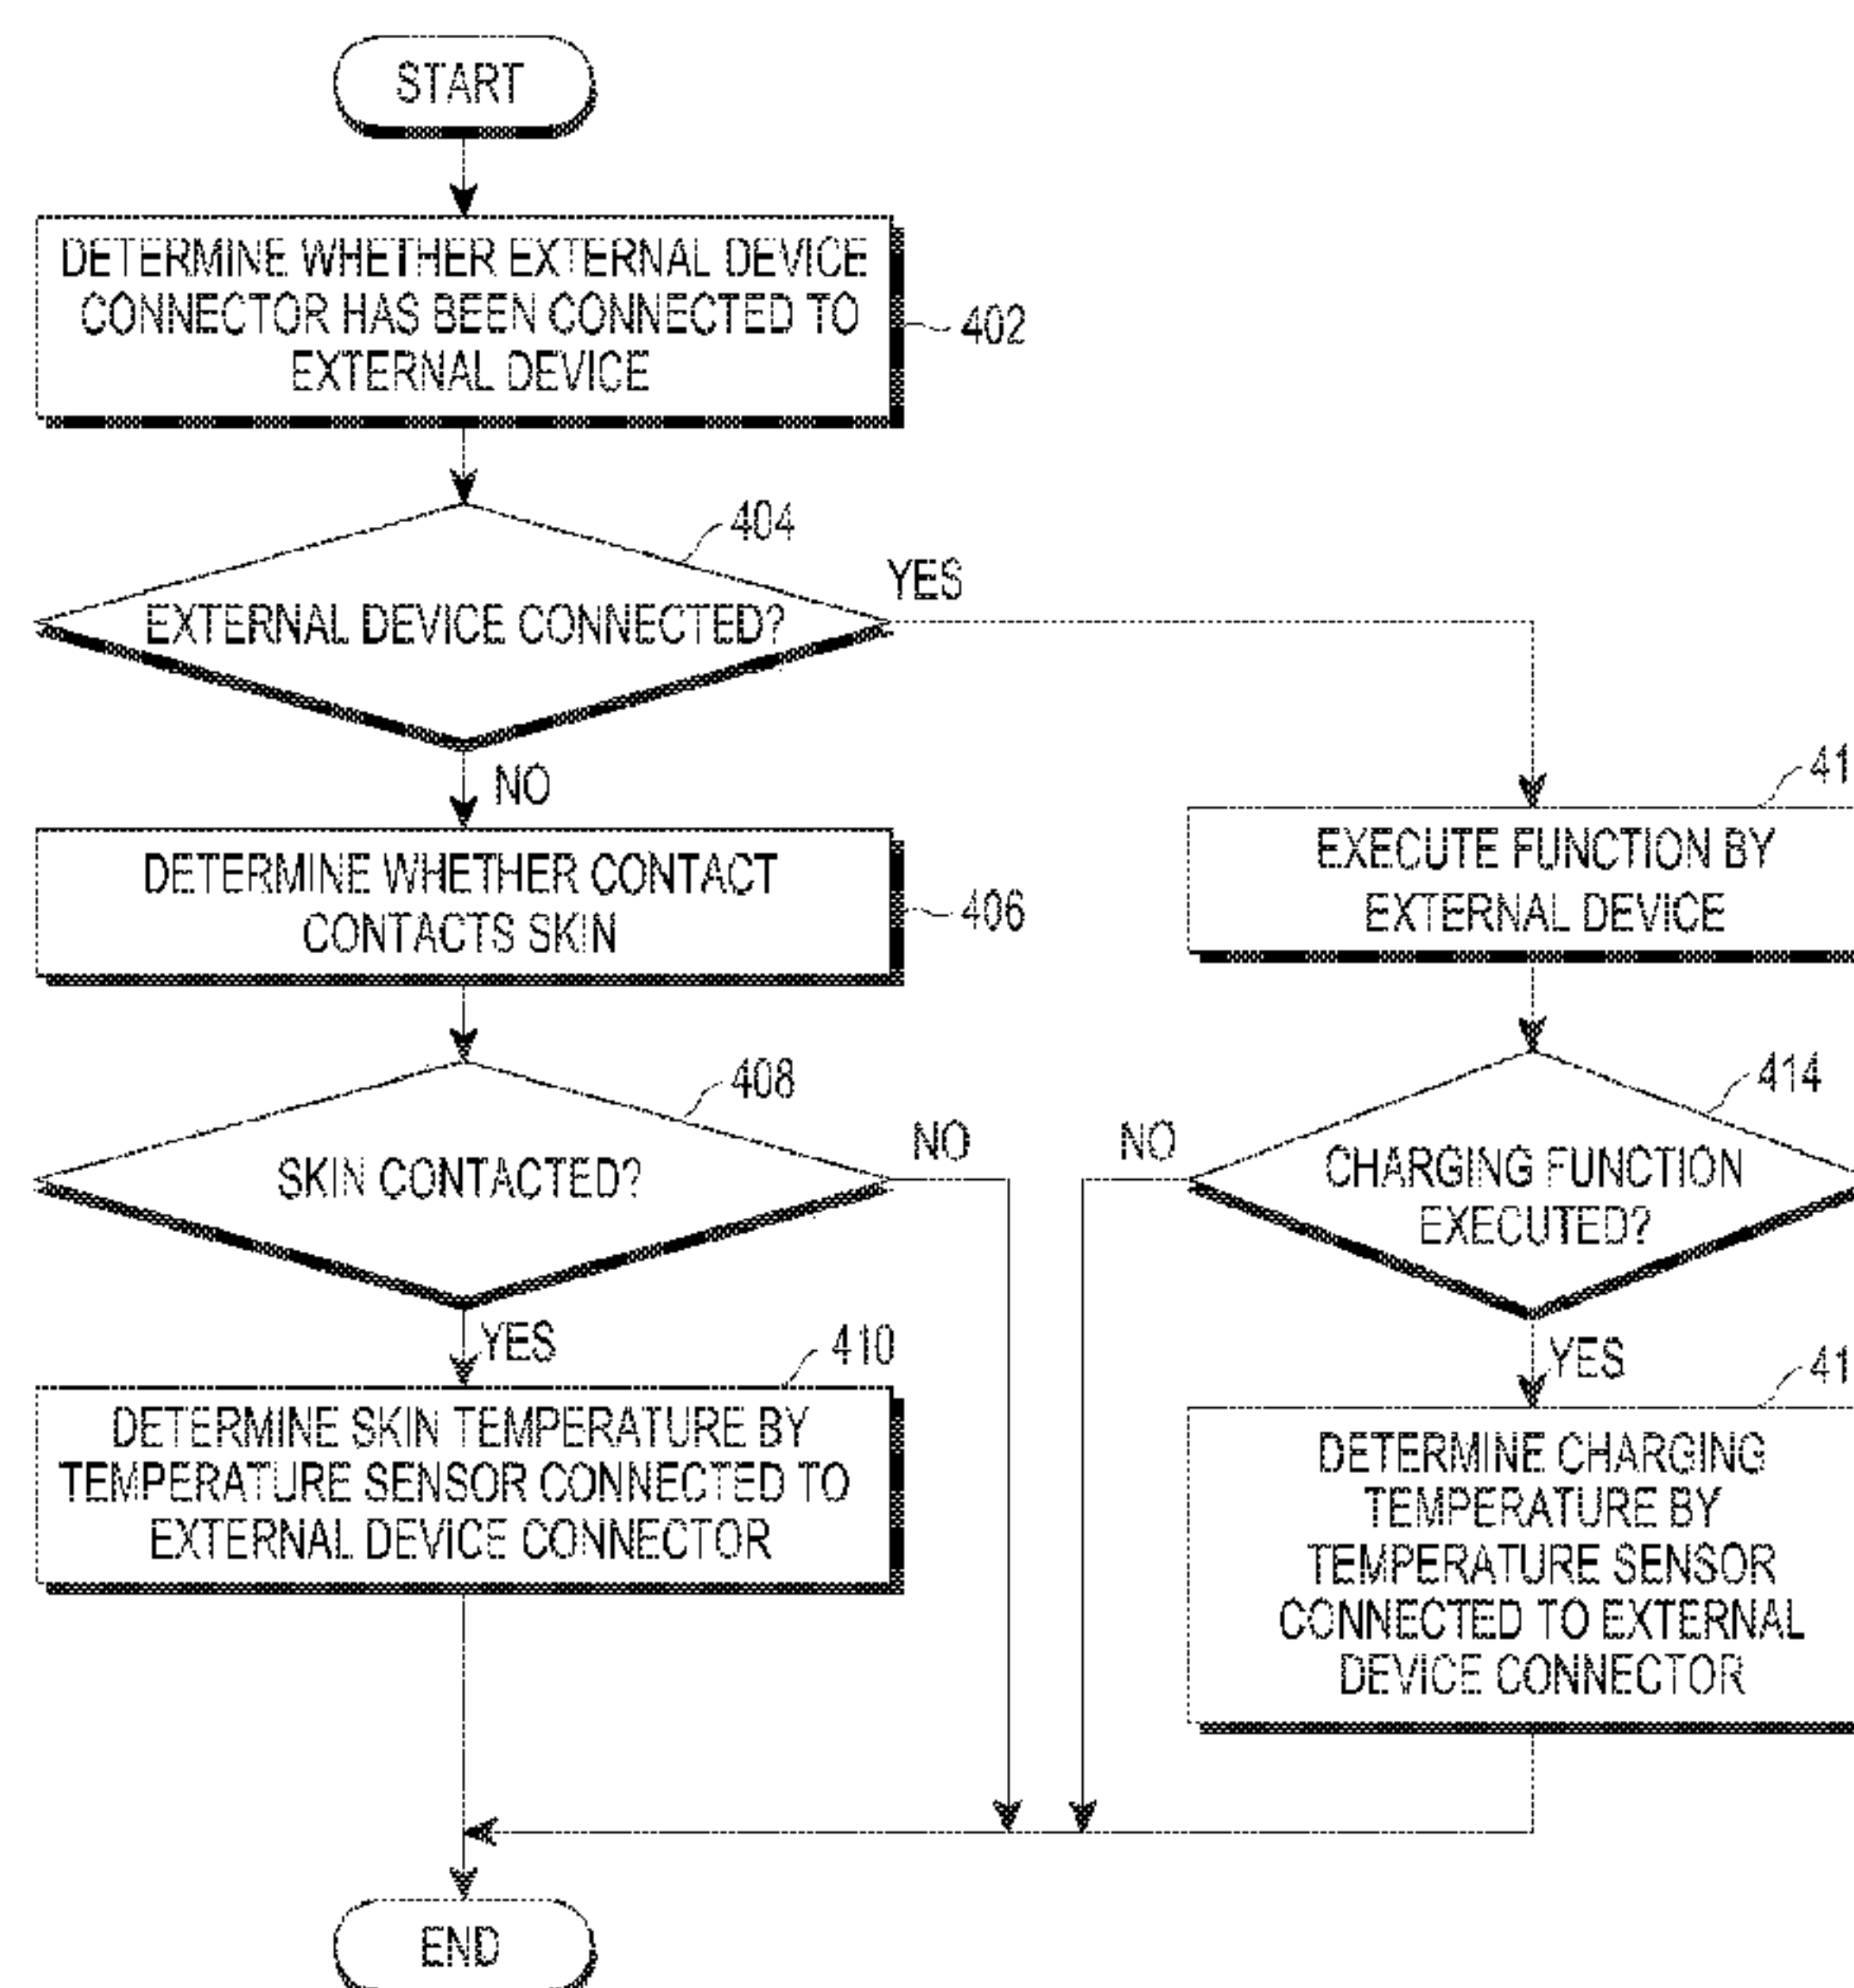 START
DETERMINE WHETHER EXTERNAL DEVICE
CONNECTOR HAS BEEN CONNECTED TO
EXTERNAL DEVICE
402
404
EXTERNAL DEVICE CONNECTED?
YES
NO
DETERMINE WHETHER CONTACT
CONTACTS SKIN
406
408
SKIN CONTACTED?
NO
YES
410
DETERMINE SKIN TEMPERATURE BY
TEMPERATURE SENSOR CONNECTED TO
EXTERNAL DEVICE CONNECTOR
41
EXECUTE FUNCTION BY
EXTERNAL DEVICE
414
NO
CHARGING FUNCTION
EXECUTED?
YES
41
DETERMINE CHARGING
TEMPERATURE BY
TEMPERATURE SENSOR
CONNECTED TO EXTERNAL
DEVICE CONNECTOR
END